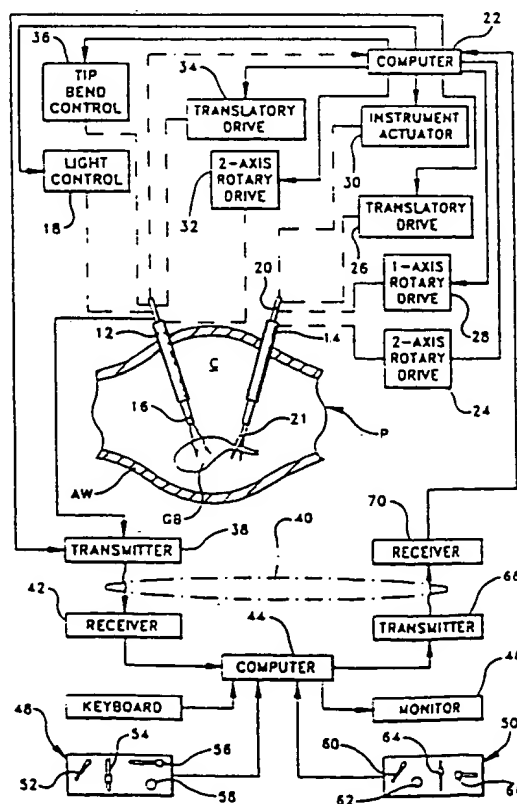 36
TIP
BEND
CONTROL
34
TRANSLATORY
DRIVE
COMPUTER
22
INSTRUMENT
ACTUATOR
30
LIGHT
CONTROL
18
2-AXIS
ROTARY
DRIVE
32
TRANSLATORY
DRIVE
26
20
1-AXIS
ROTARY
DRIVE
28
12
14
C
2-AXIS
ROTARY
DRIVE
24
16
21
P
AW
GB
TRANSMITTER
38
40
70
RECEIVER
42
RECEIVER
44
TRANSMITTER
66
COMPUTER
KEYBOARD
MONITOR
48
54
56
52
58
60
64
50
62